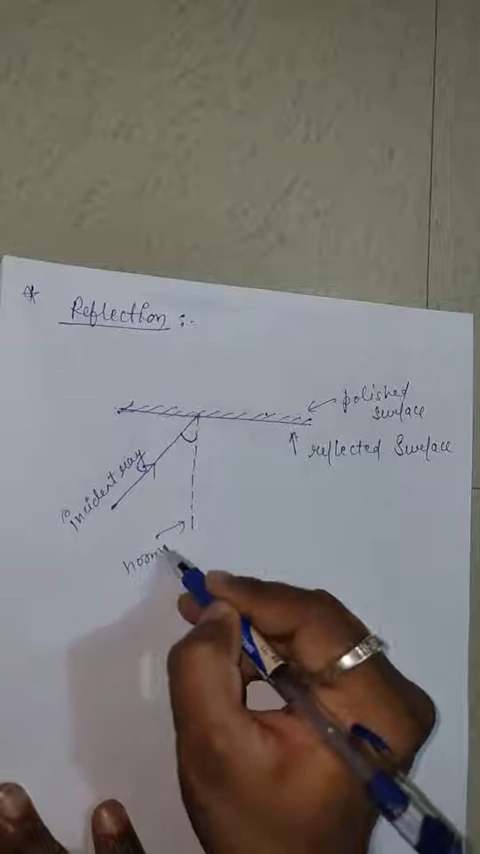 * Reflection :-
polished
surface
reflected surface
incident ray